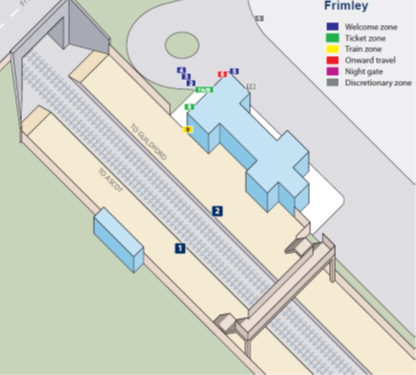 Frimley
Welcome zone
Ticket zone
Train zone
Onward travel
Night gate
Discretionary zone
7A/B
TO GUILDFORD
TO ASCOT
2
1